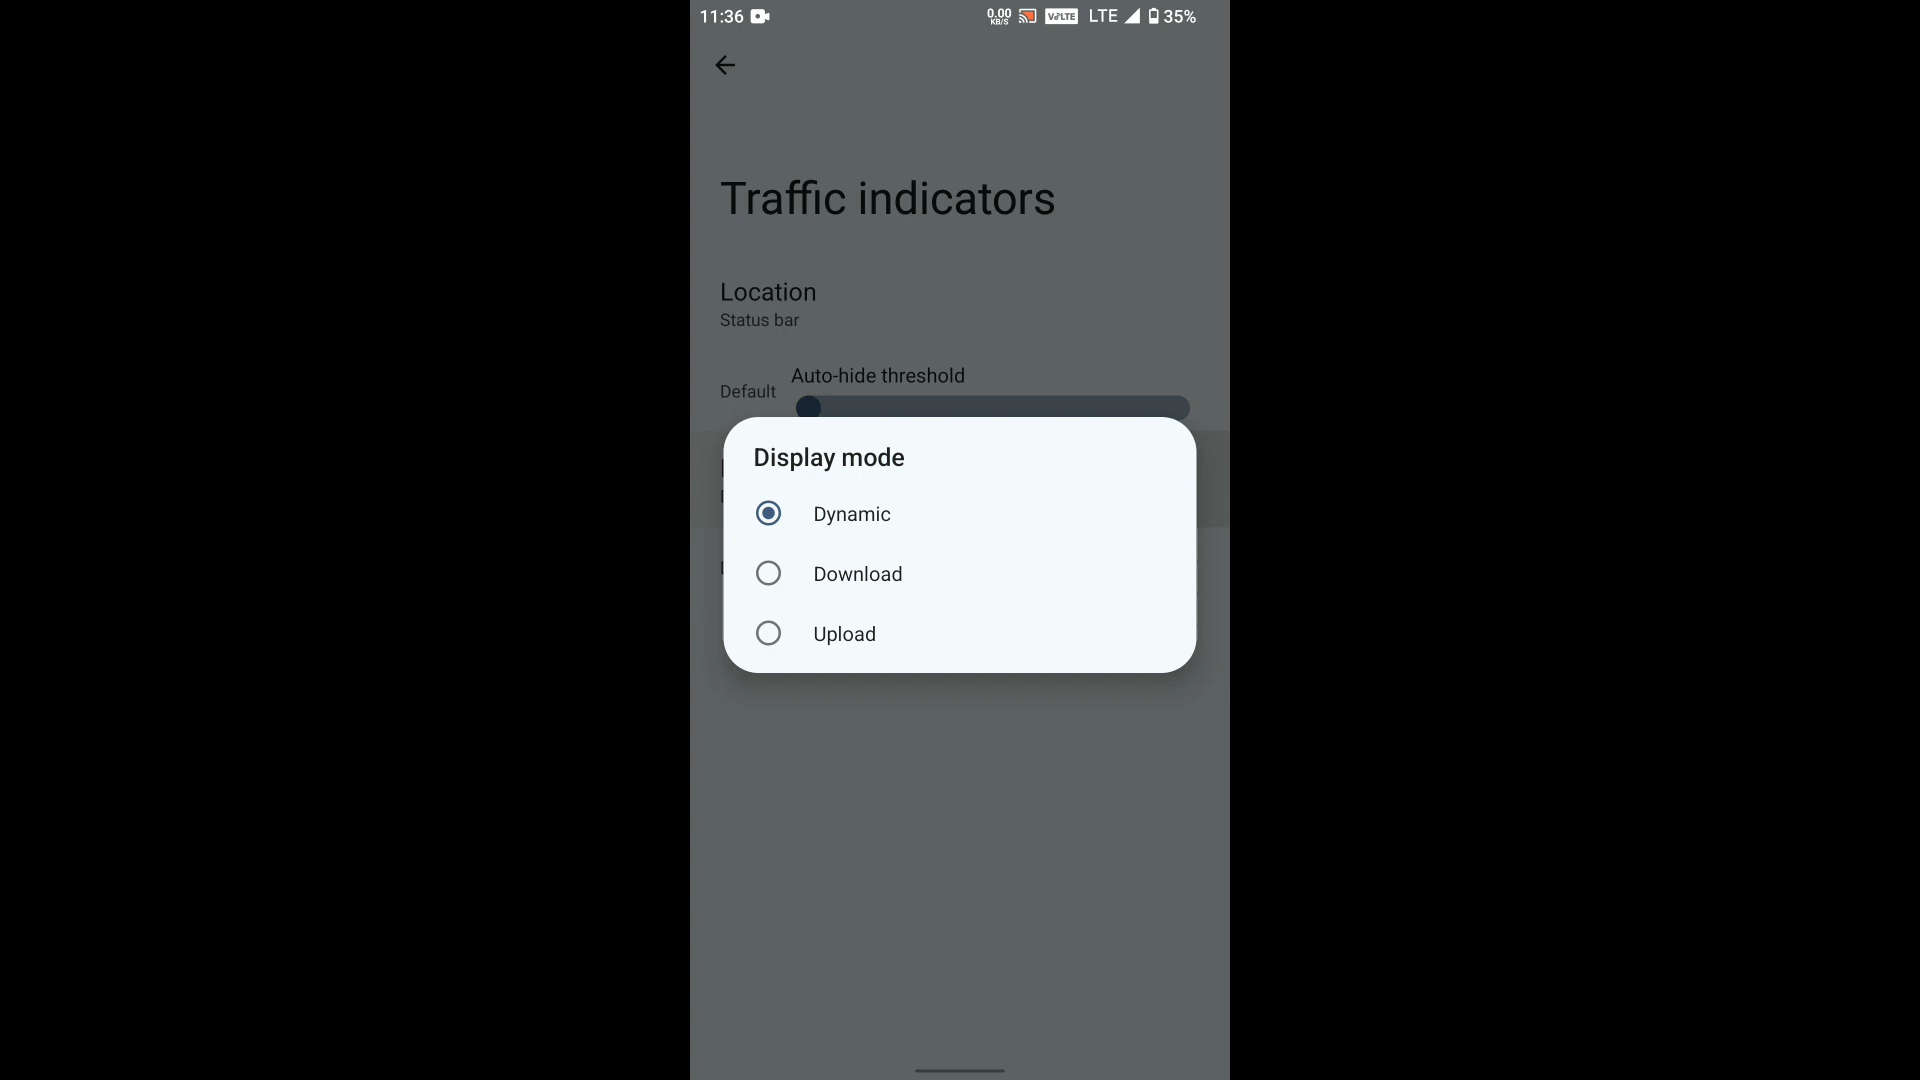 11:36 0.00 KB/S VoLTE LTE 35%
Traffic indicators
Location
Status bar
Auto-hide threshold
Default
Display mode
Dynamic
Download
Upload